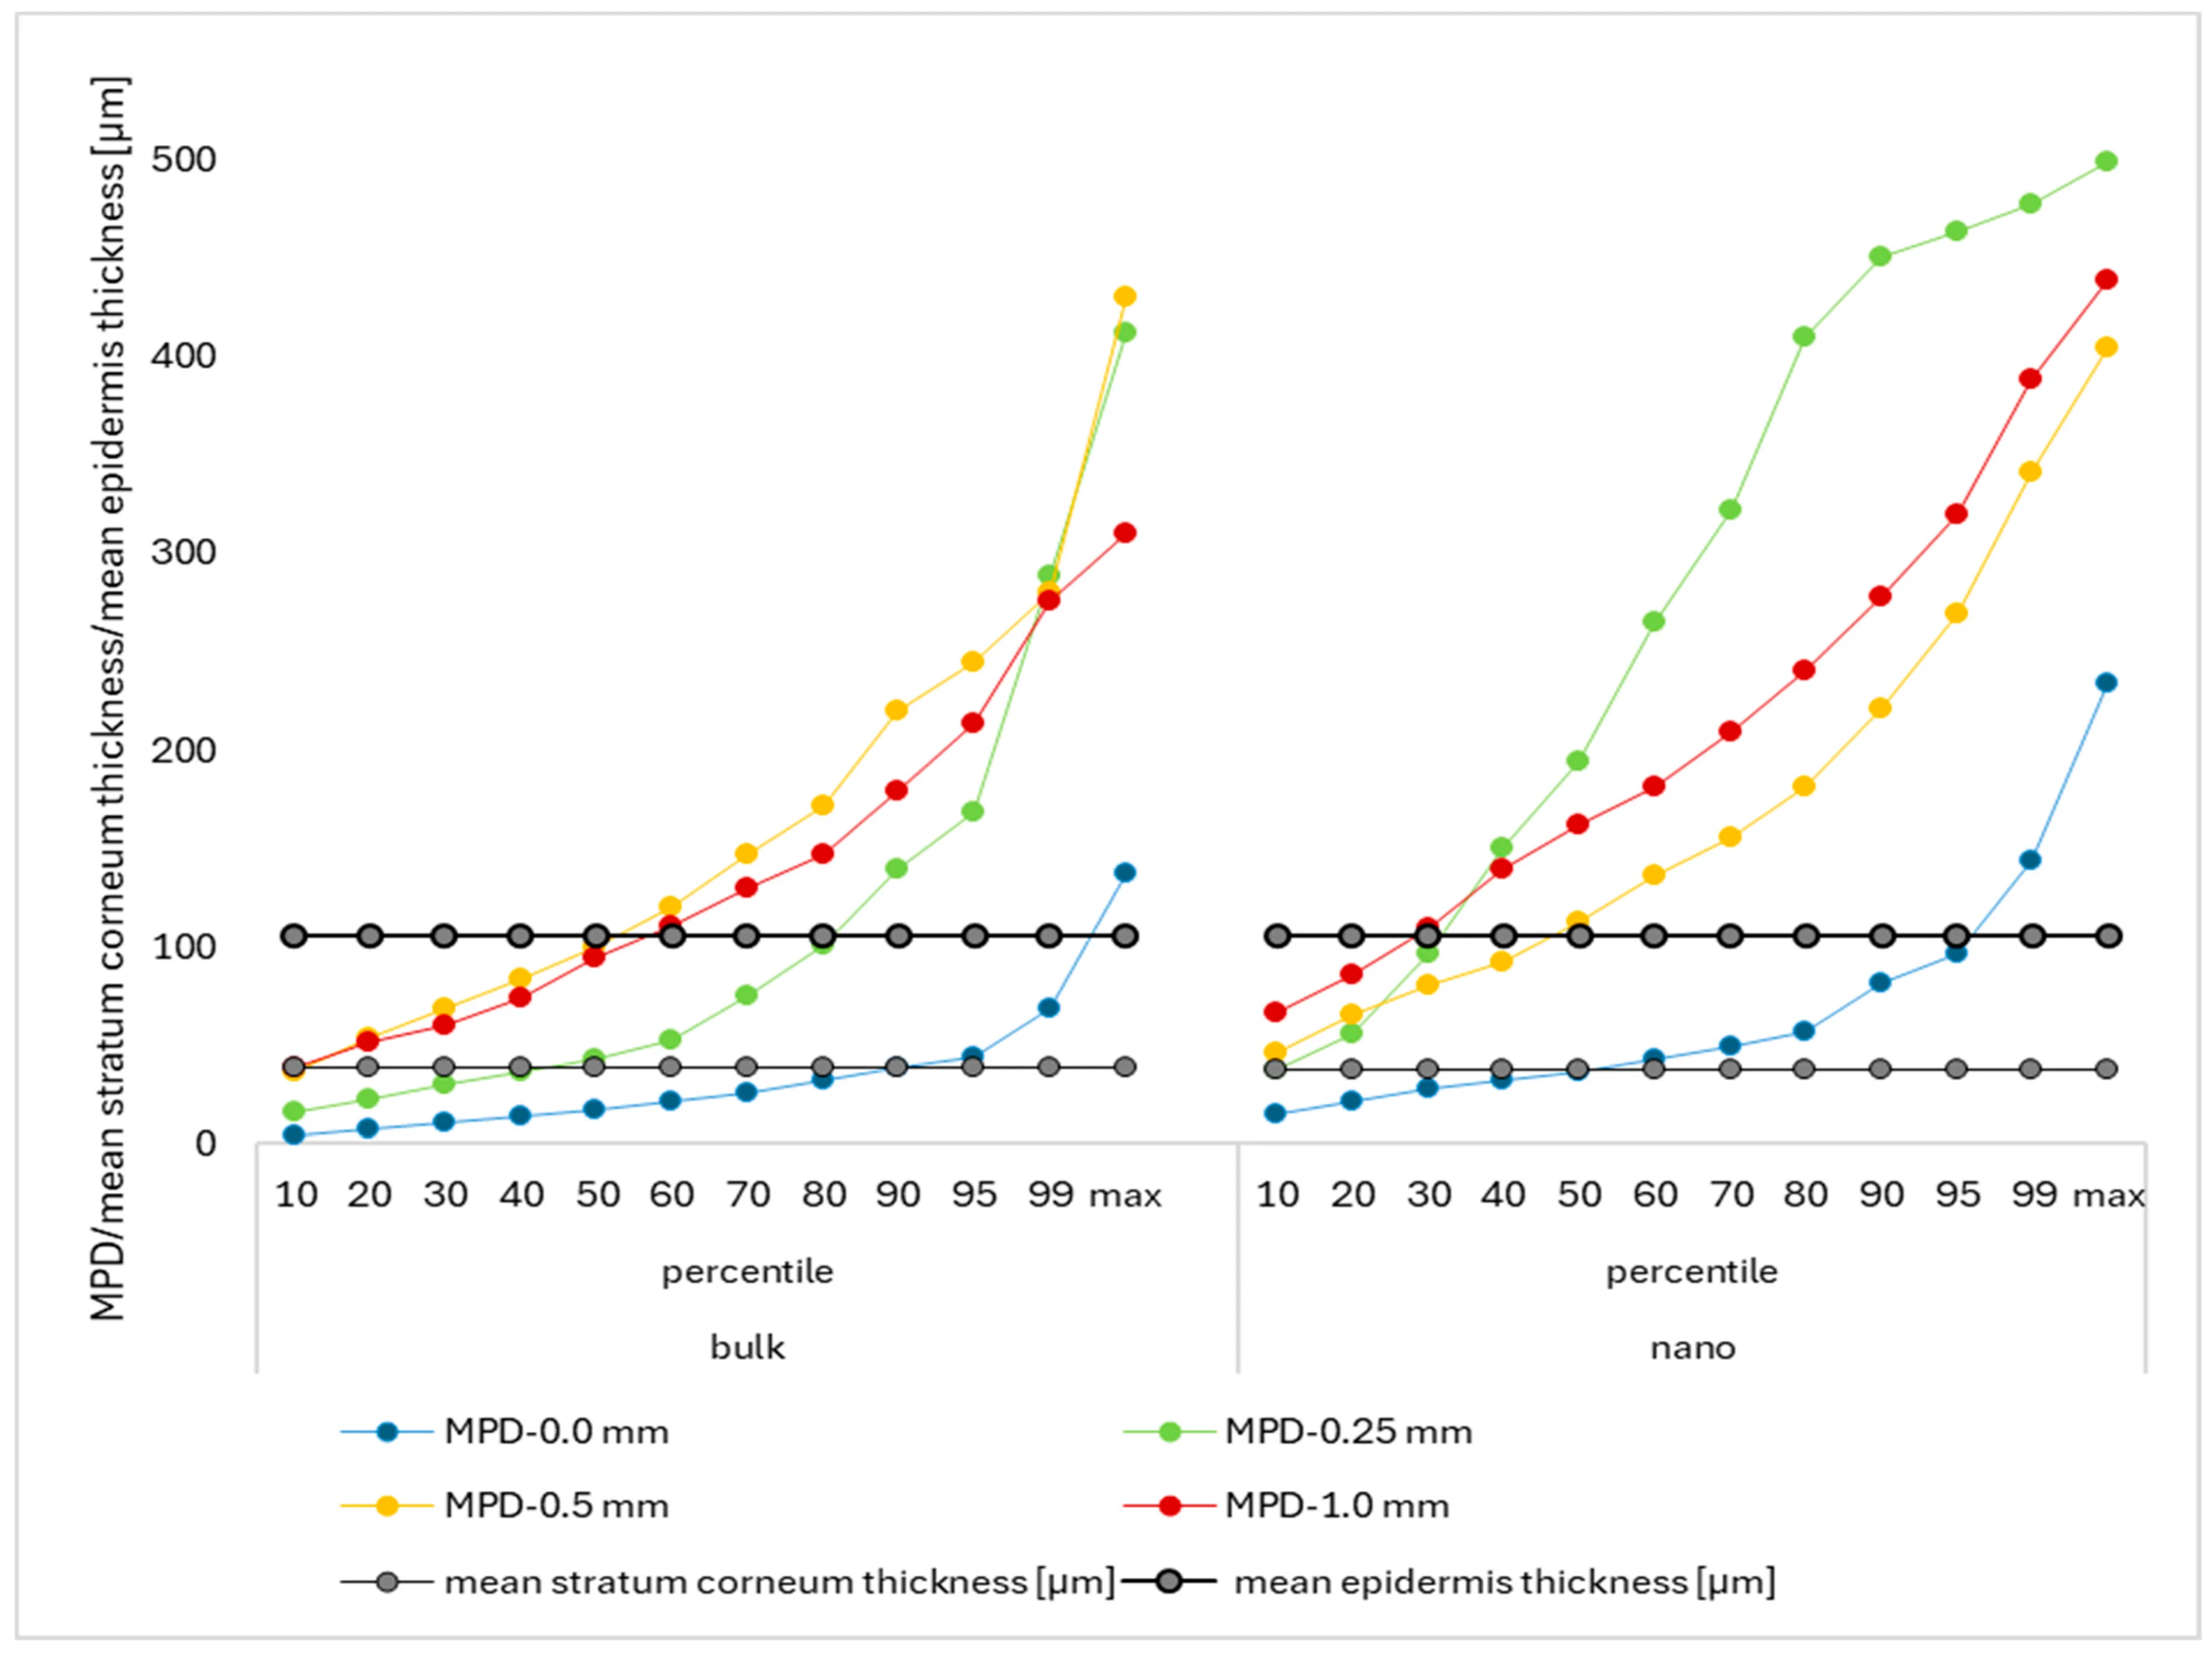 MPD/mean stratum corneum thickness/mean epidermis thickness [µm]
500
400
300
200
100
0
10 20 30 40 50 60 70 80 90 95 99 max
10 20 30 40 50 60 70 80 90 95 99 max
percentile
percentile
bulk
nano
MPD-0.0 mm
MPD-0.25 mm
MPD-0.5 mm
MPD-1.0 mm
mean stratum corneum thickness [µm]
mean epidermis thickness [µm]